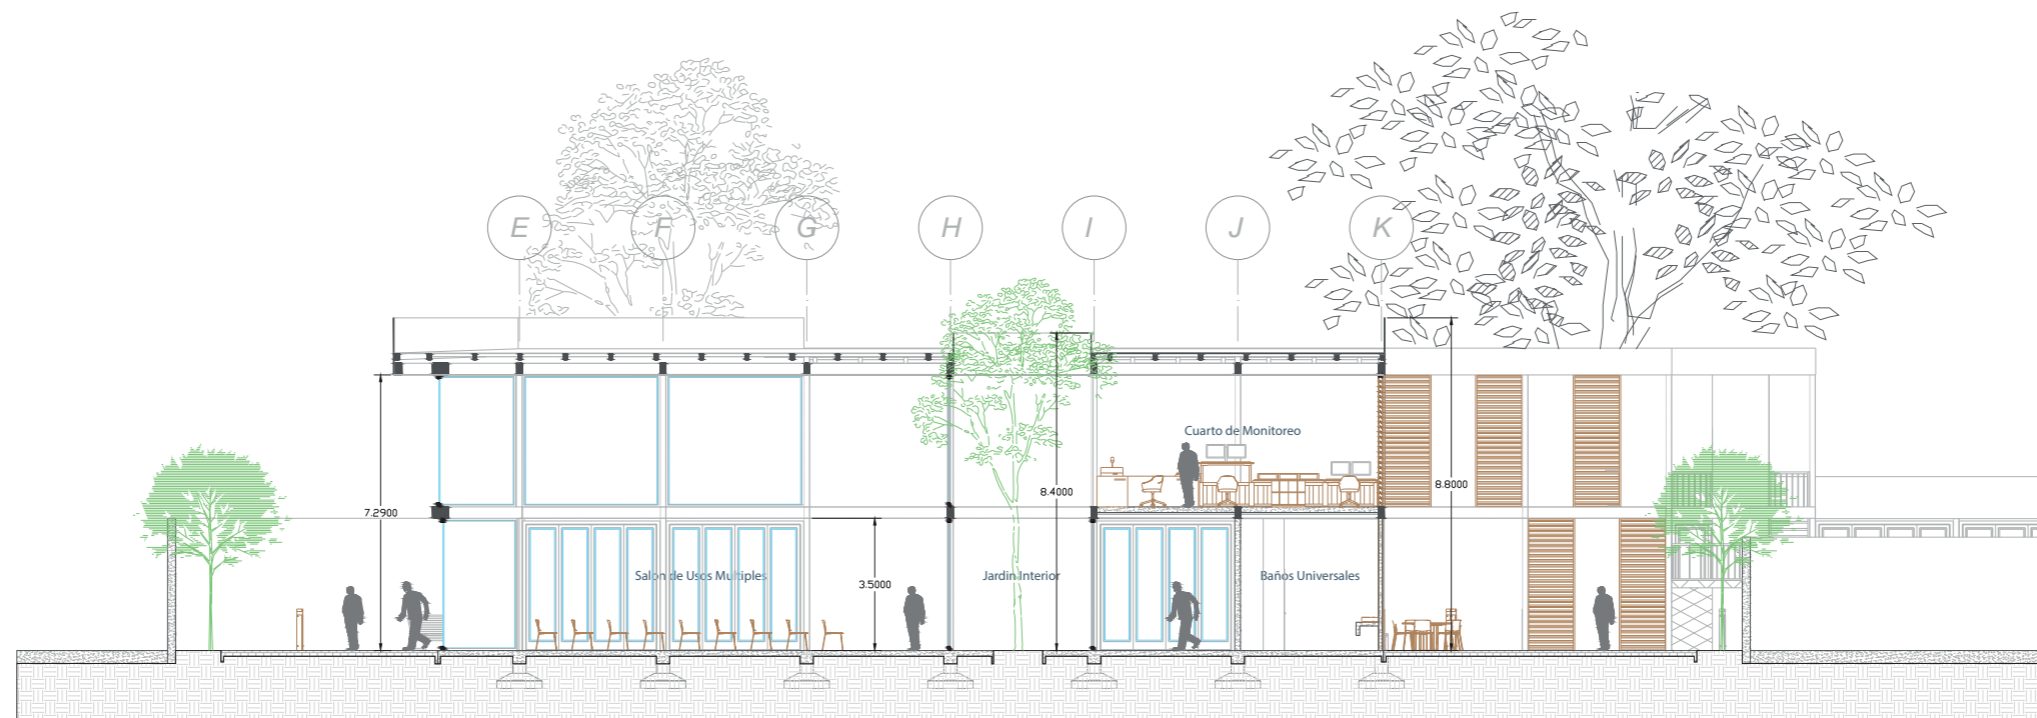 E
F
G
H
I
J
K
Cuarto de Monitoreo
8.8000
8.4000
7.2900
Salon de Usos Multiples
3.5000
Jardin Interior
Baños Universales